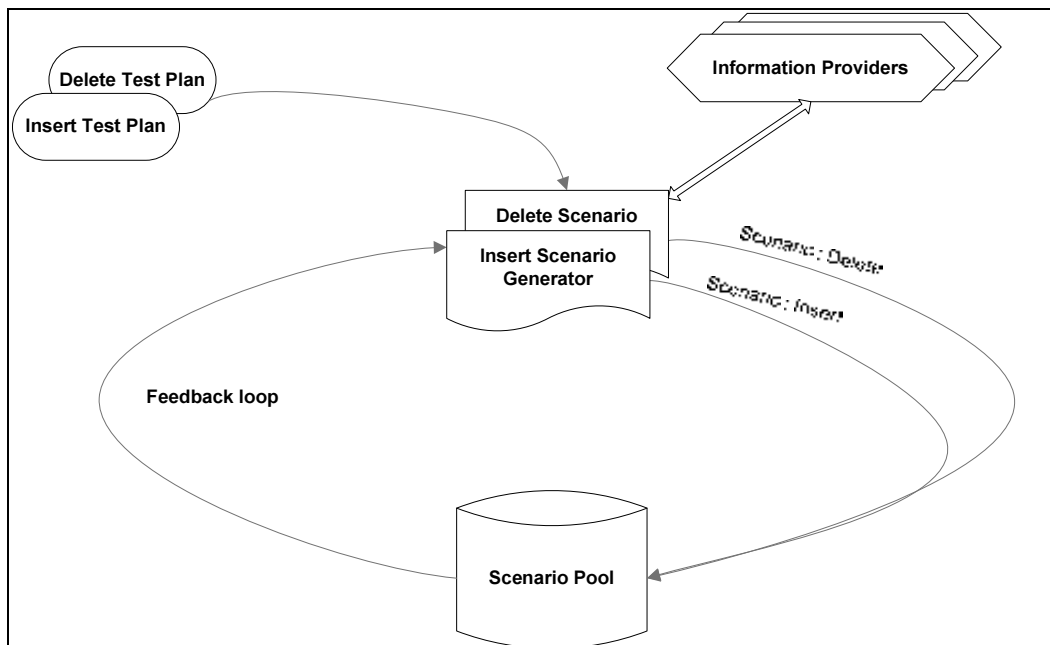 Delete Test Plan
Insert Test Plan
Information Providers
Delete Scenario
Insert Scenario
Generator
Scenario : Delete
Scenario : Insert
Feedback loop
Scenario Pool